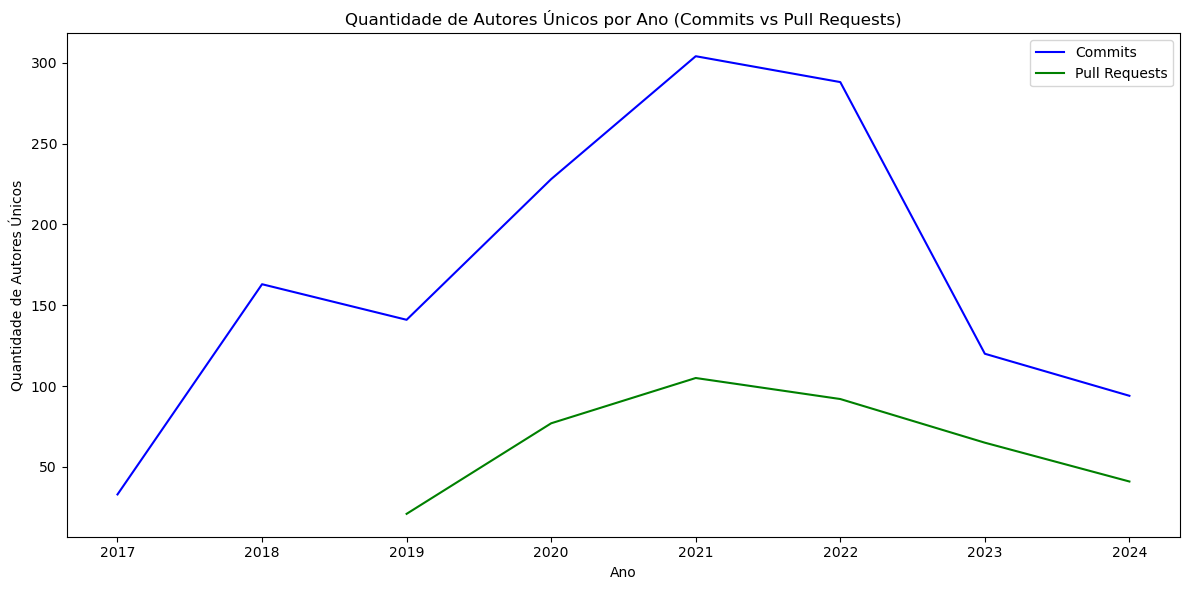 Quantidade de Autores Únicos por Ano (Commits vs Pull Requests)
Commits
Pull Requests
Quantidade de Autores Únicos
300
250
200
150
100
50
2017 2018 2019 2020 2021 2022 2023 2024
Ano